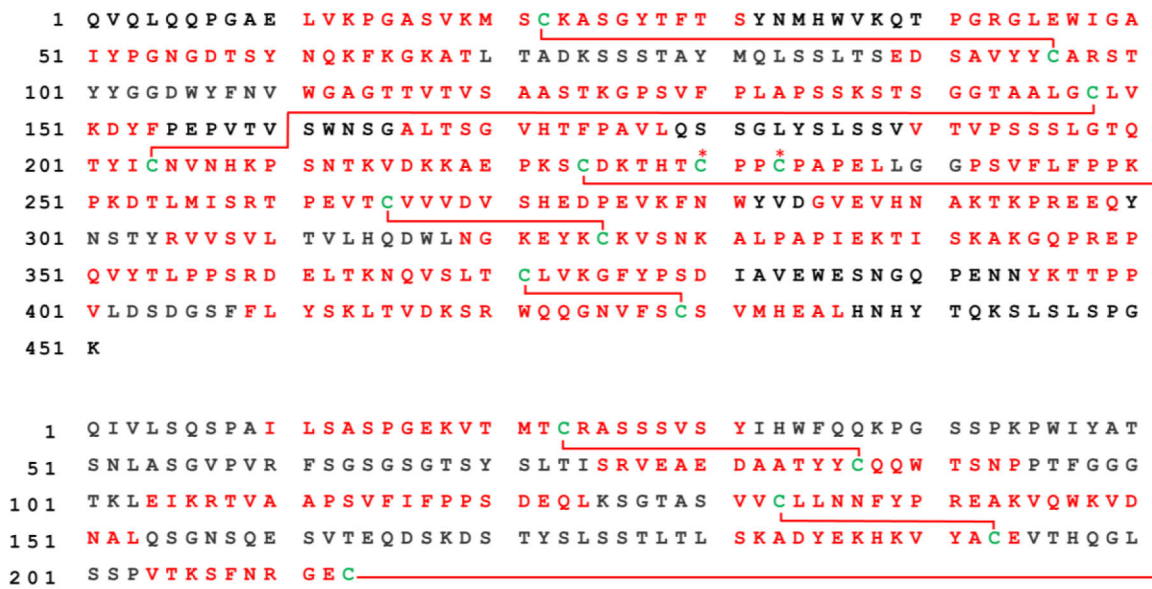 1 QVQLQQPGAE LVKPGASVKM SCKASGYTFT SYNMHWVKQT PGRGLEWIGA
51 IYPGNGDTSY NQKFKGKATL TADKSSSTAY MQLSSLTSED SAVYYCARST
101 YYGGDWYFNV WGAGTTVTVS AASTKGPSVF PLAPSSKSTS GGTAALGCLV
151 KDYFPEPVTV SWNSGALTSG VHTFPAVLQS SGLYSLSSVV TVPSSSLGTQ
* *
201 TYICNVNHKP SNTKVDKKAE PKSCDKTHTC PPCPAPELLG GPSVFLFPPK
251 PKDTLMISRT PEVTCVVVDV SHEDPEVKFN WYVDGVEVHN AKTKPREEQY
301 NSTYRVVSVL TVLHQDWLNG KEYKCKVSNK ALPAPIEKTI SKAKGQPREP
351 QVYTLPPSRD ELTKNQVSLT CLVKGFYPSD IAVEWESNGQ PENNYKTTPP
401 VLDSDGSFFL YSKLTVDKSR WQQGNVFSCS VMHEALHNHY TQKSLSLSPG
451 K
1 QIVLSQSPAI LSASPGEKVT MTCRASSSVS YIHWFQQKPG SSPKPWIYAT
51 SNLASGVPVR FSGSGSGTSY SLTISRVEAE DAATYYCQQW TSNPPTFGGG
101 TKLEIKRTVA APSVFIFPPS DEQLKSGTAS VVCLLNNFYP REAKVQWKVD
151 NALQSGNSQE SVTEQDSKDS TYSLSSTLTL SKADYEKHKV YACEVTHQGL
201 SSPVTKSFNR GEC